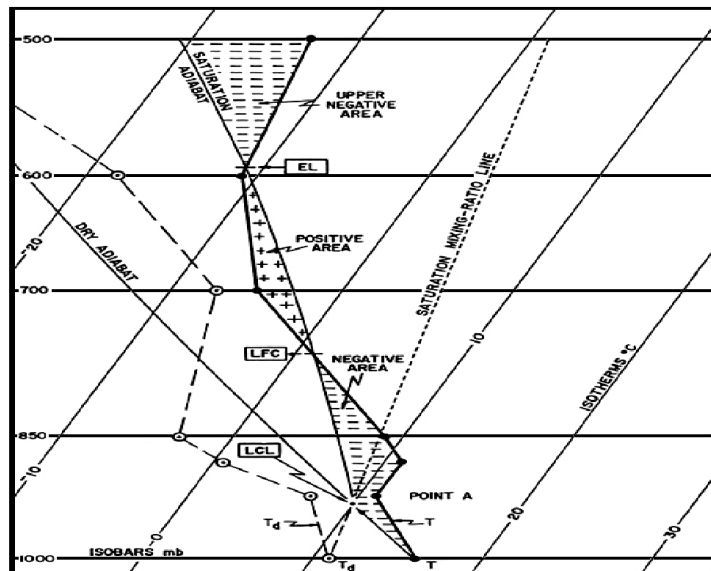 500
SATURATION
ADIABAT
UPPER
NEGATIVE
AREA
EL
600
-20
DRY ADIABAT
POSITIVE
AREA
SATURATION MIXING-RATIO LINE
700
LFC
NEGATIVE
AREA
10
ISOTHERMS °C
850
-10
LCL
POINT A
20
30
0
Td
T
1000
ISOBARS mb
Td
T